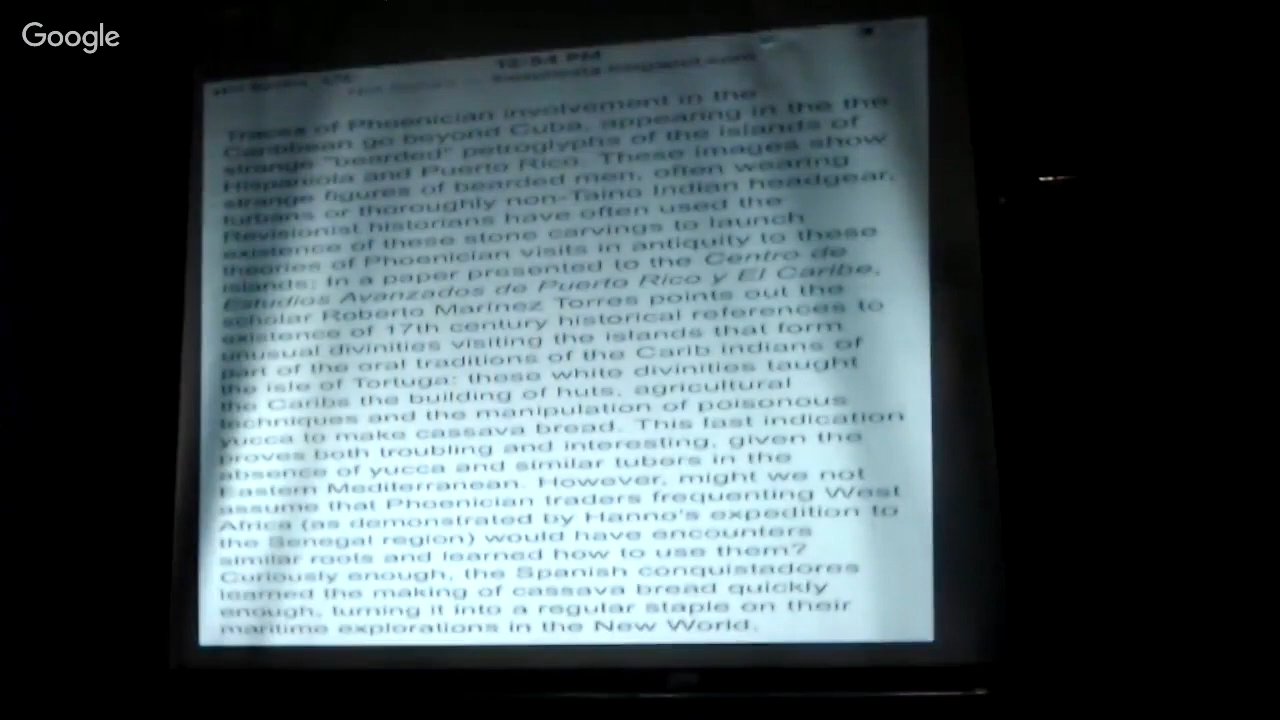 Google
12:54 PM
Traces of Phoenician involvement in the
Caribbean go beyond Cuba, appearing in the the
strange "bearded" petroglyphs of the islands of
Hispaniola and Puerto Rico. These images show
strange figures of bearded men, often wearing
turbans or thoroughly non-Taino Indian headgear.
Revisionist historians have often used the
existence of these stone carvings to launch
theories of Phoenician visits in antiquity to these
islands; In a paper presented to the Centro de
Estudios Avanzados de Puerto Rico y El Caribe,
scholar Roberto Marinez Torres points out the
existence of 17th century historical references to
unusual divinities visiting the islands that form
part of the oral traditions of the Carib indians of
the isle of Tortuga: these white divinities taught
the Caribs the building of huts, agricultural
techniques and the manipulation of poisonous
yucca to make cassava bread. This last indication
proves both troubling and interesting, given the
absence of yucca and similar tubers in the
Eastern Mediterranean. However, might we not
assume that Phoenician traders frequenting West
Africa (as demonstrated by Hanno's expedition to
the Senegal region) would have encounters
similar roots and learned how to use them?
Curiously enough, the Spanish conquistadores
learned the making of cassava bread quickly
enough, turning it into a regular staple on their
maritime explorations in the New World.